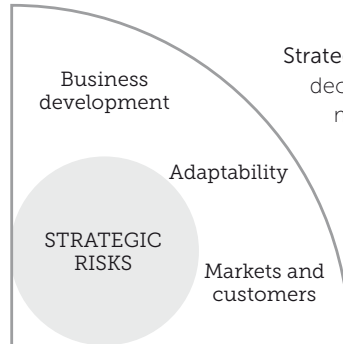 Business
development
Adaptability
STRATEGIC
RISKS
Markets and
customers